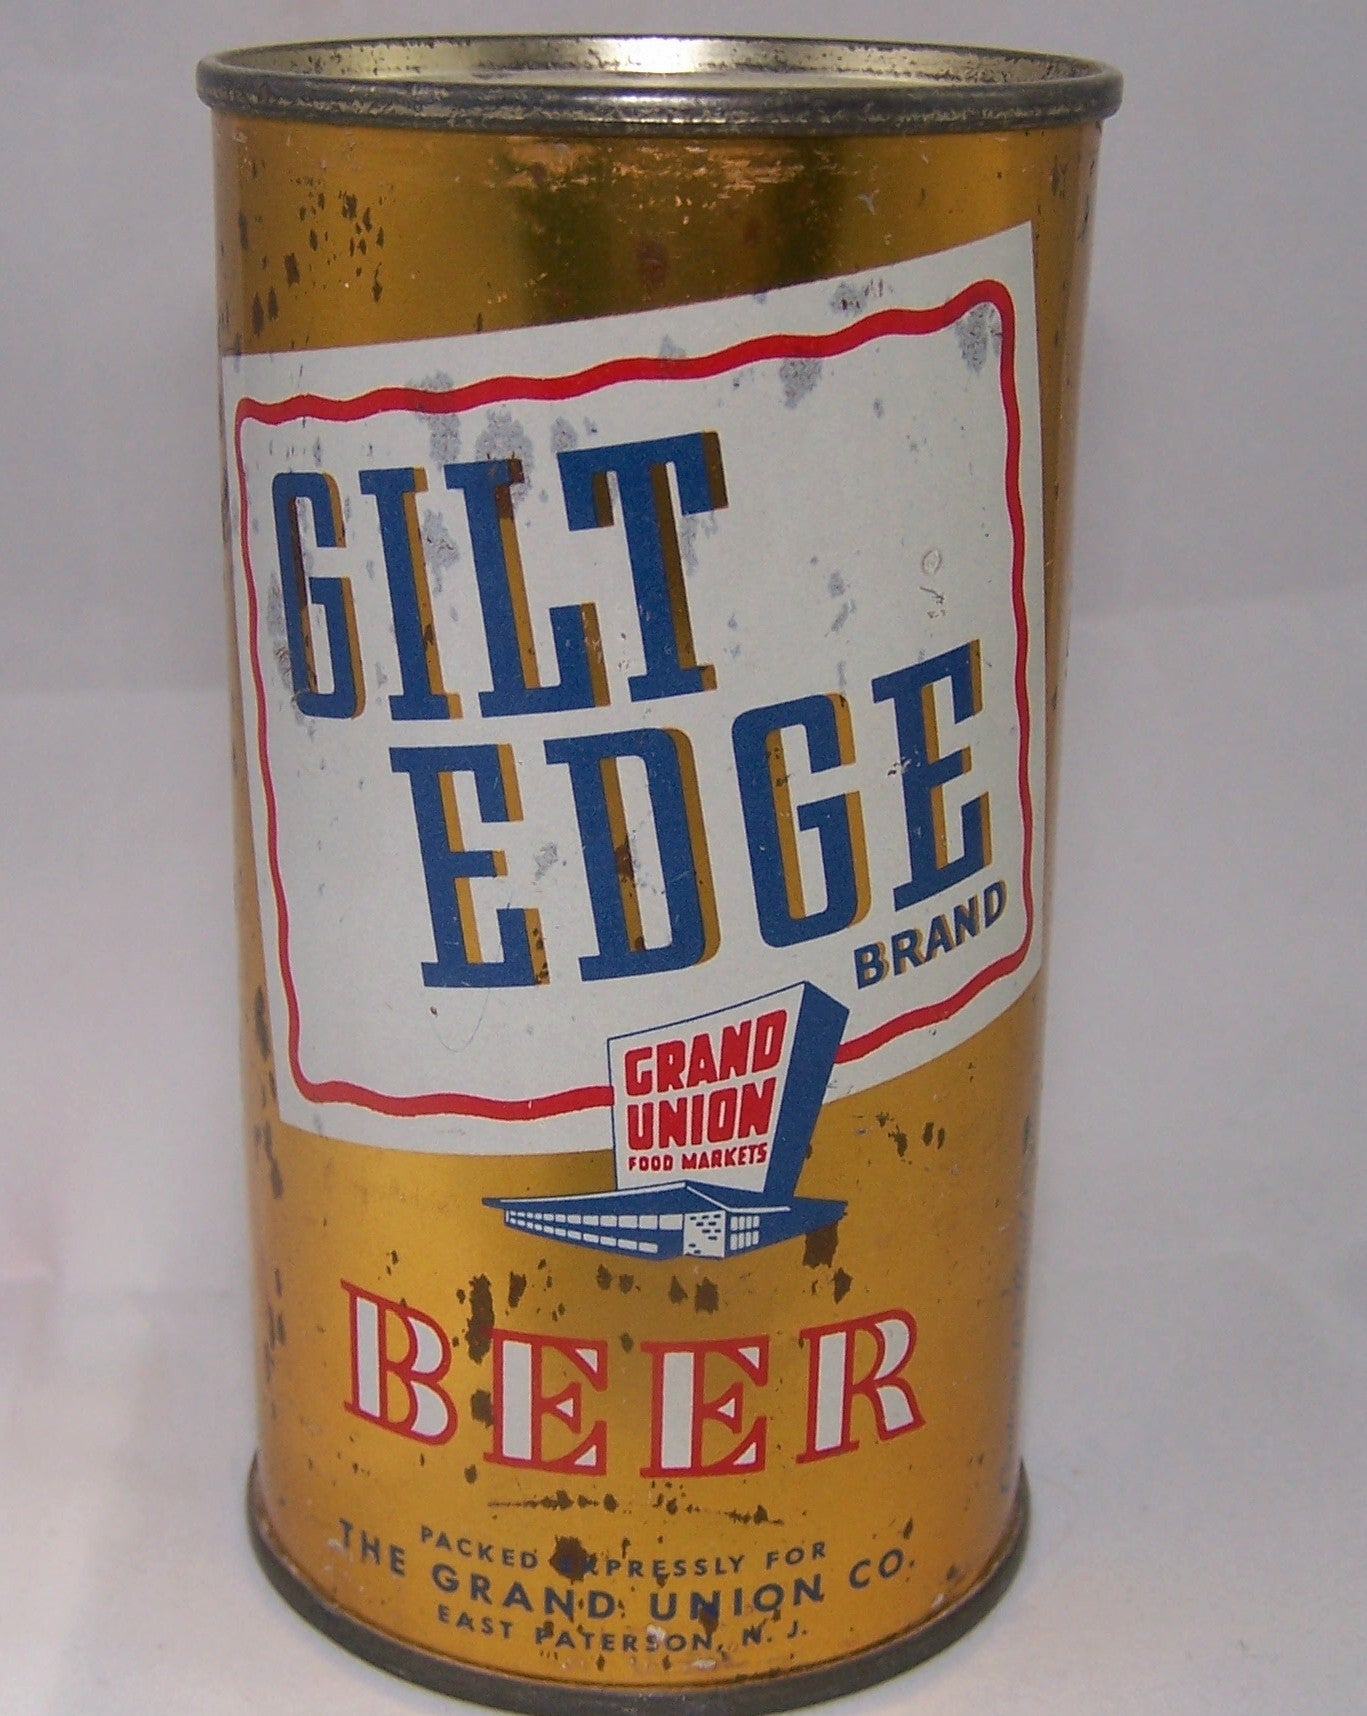 GILT
EDGE
BRAND
GRAND
UNION
FOOD MARKETS
BEER
PACKED EXPRESSLY FOR
THE GRAND UNION CO.
EAST PATERSON, N. J.